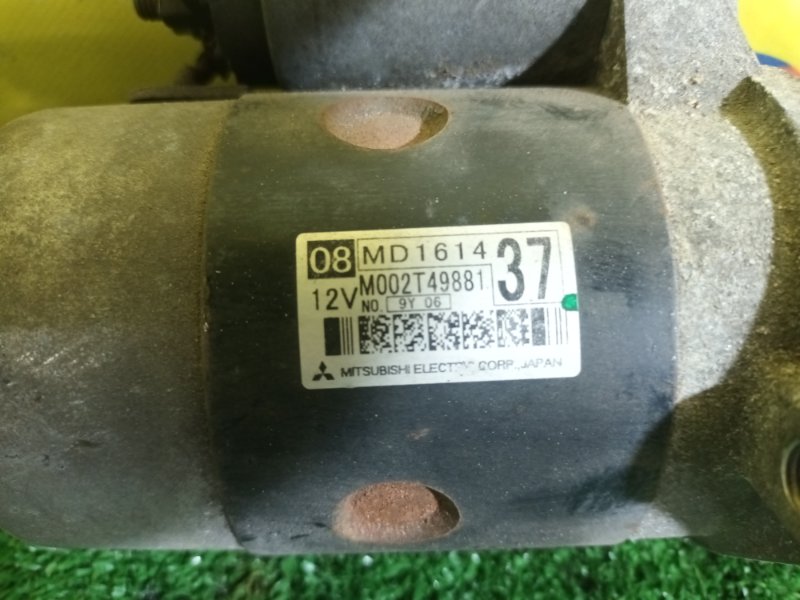 08 MD1614 37
12V M002T49881
NO. 9Y 06
MITSUBISHI ELECTRIC CORP., JAPAN